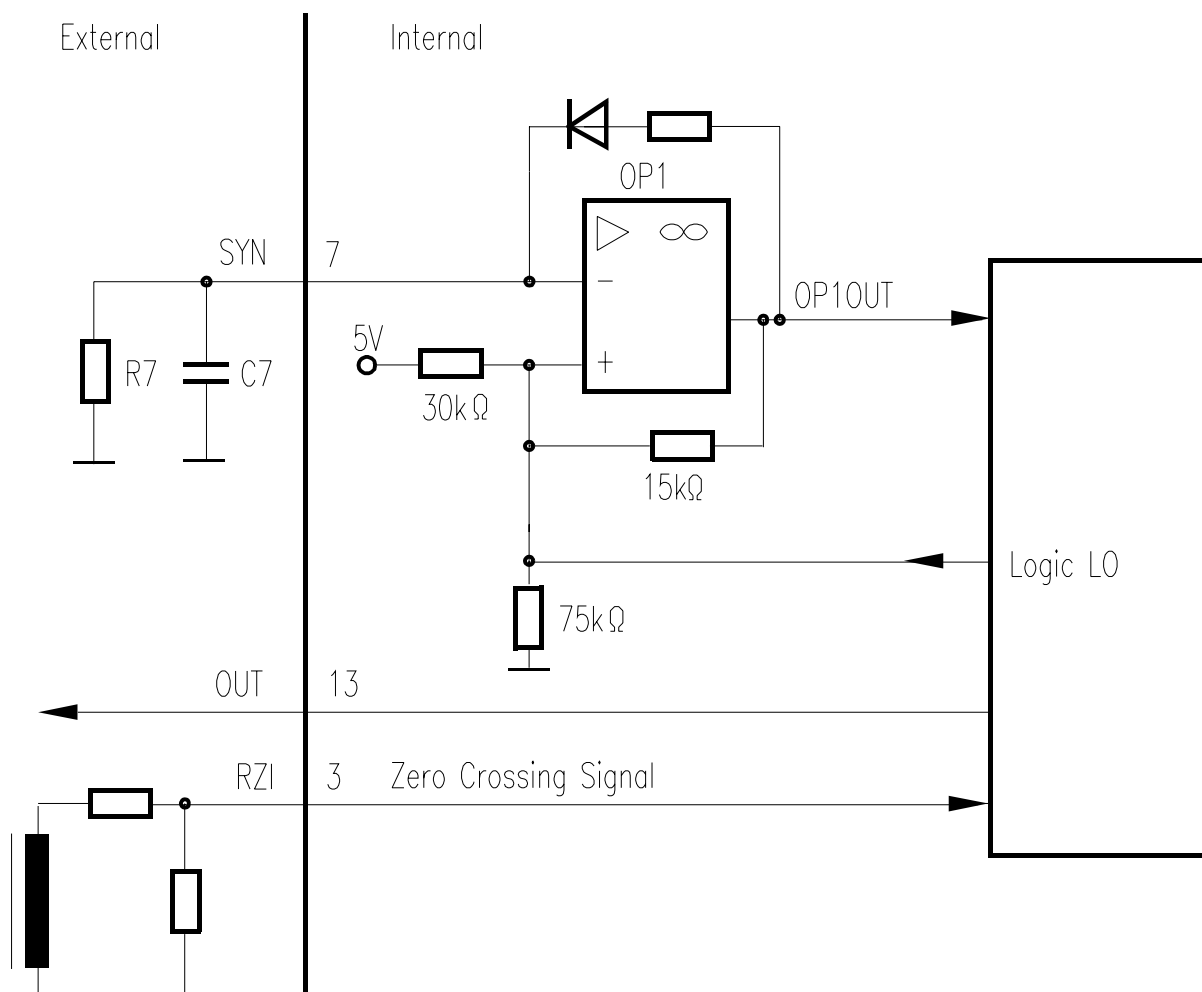 External
Internal
OP1
SYN 7
OP1OUT
5V
R7
C7
30kΩ
15kΩ
Logic LO
75kΩ
OUT 13
RZI 3 Zero Crossing Signal